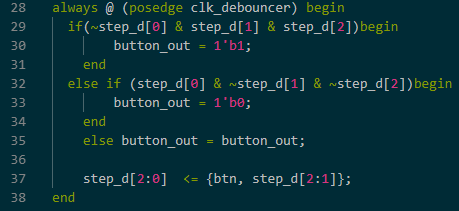 28 always @ (posedge clk_debouncer) begin
29 if(~step_d[0] & step_d[1] & step_d[2])begin
30 button_out = 1'b1;
31 end
32 else if (step_d[0] & ~step_d[1] & ~step_d[2])begin
33 button_out = 1'b0;
34 end
35 else button_out = button_out;
36
37 step_d[2:0] <= {btn, step_d[2:1]};
38 end